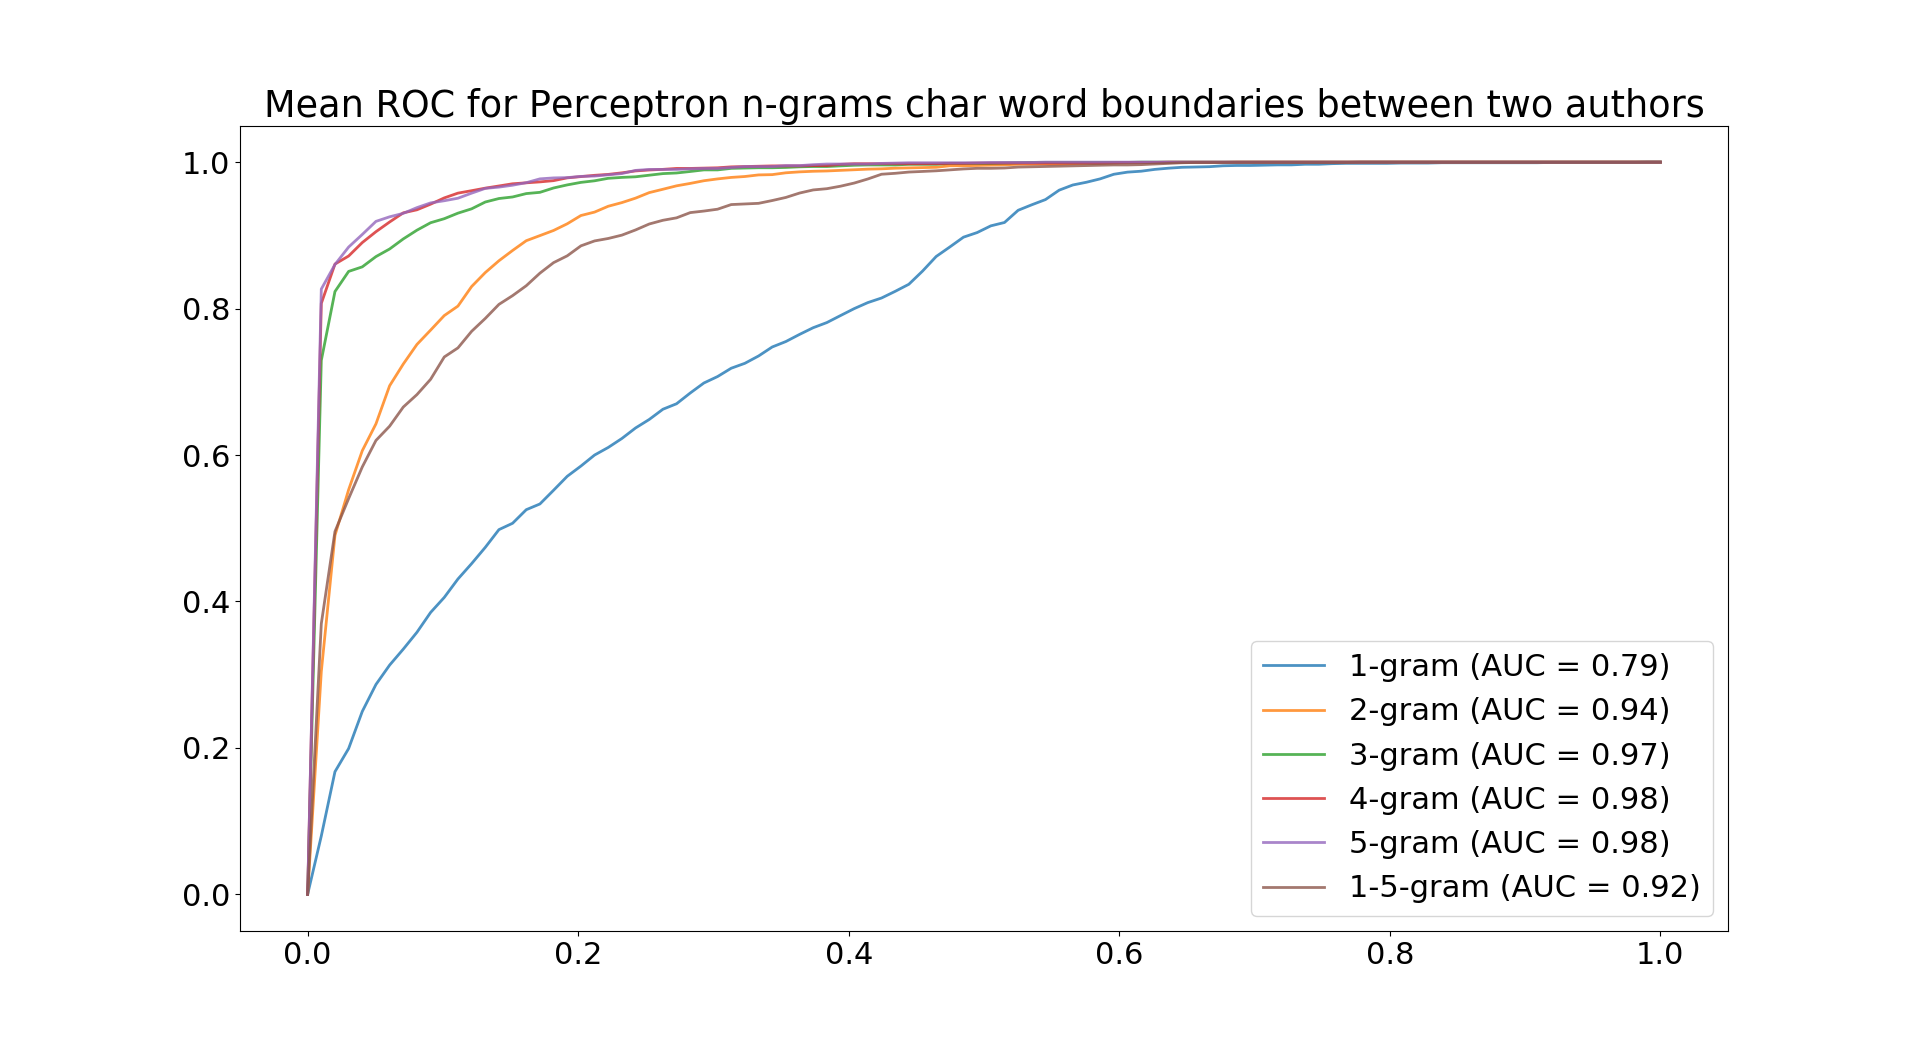 Mean ROC for Perceptron n-grams char word boundaries between two authors
1.0
0.8
0.6
0.4
0.2
0.0
0.0 0.2 0.4 0.6 0.8 1.0
1-gram (AUC = 0.79)
2-gram (AUC = 0.94)
3-gram (AUC = 0.97)
4-gram (AUC = 0.98)
5-gram (AUC = 0.98)
1-5-gram (AUC = 0.92)